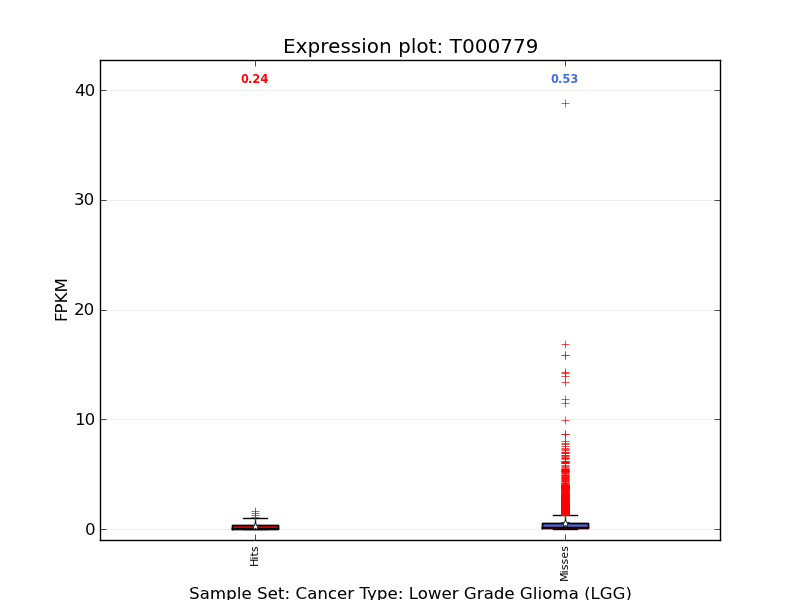 Expression plot: T000779
0.24
0.53
40
30
20
10
0
FPKM
Hits
Misses
Sample Set: Cancer Type: Lower Grade Glioma (LGG)